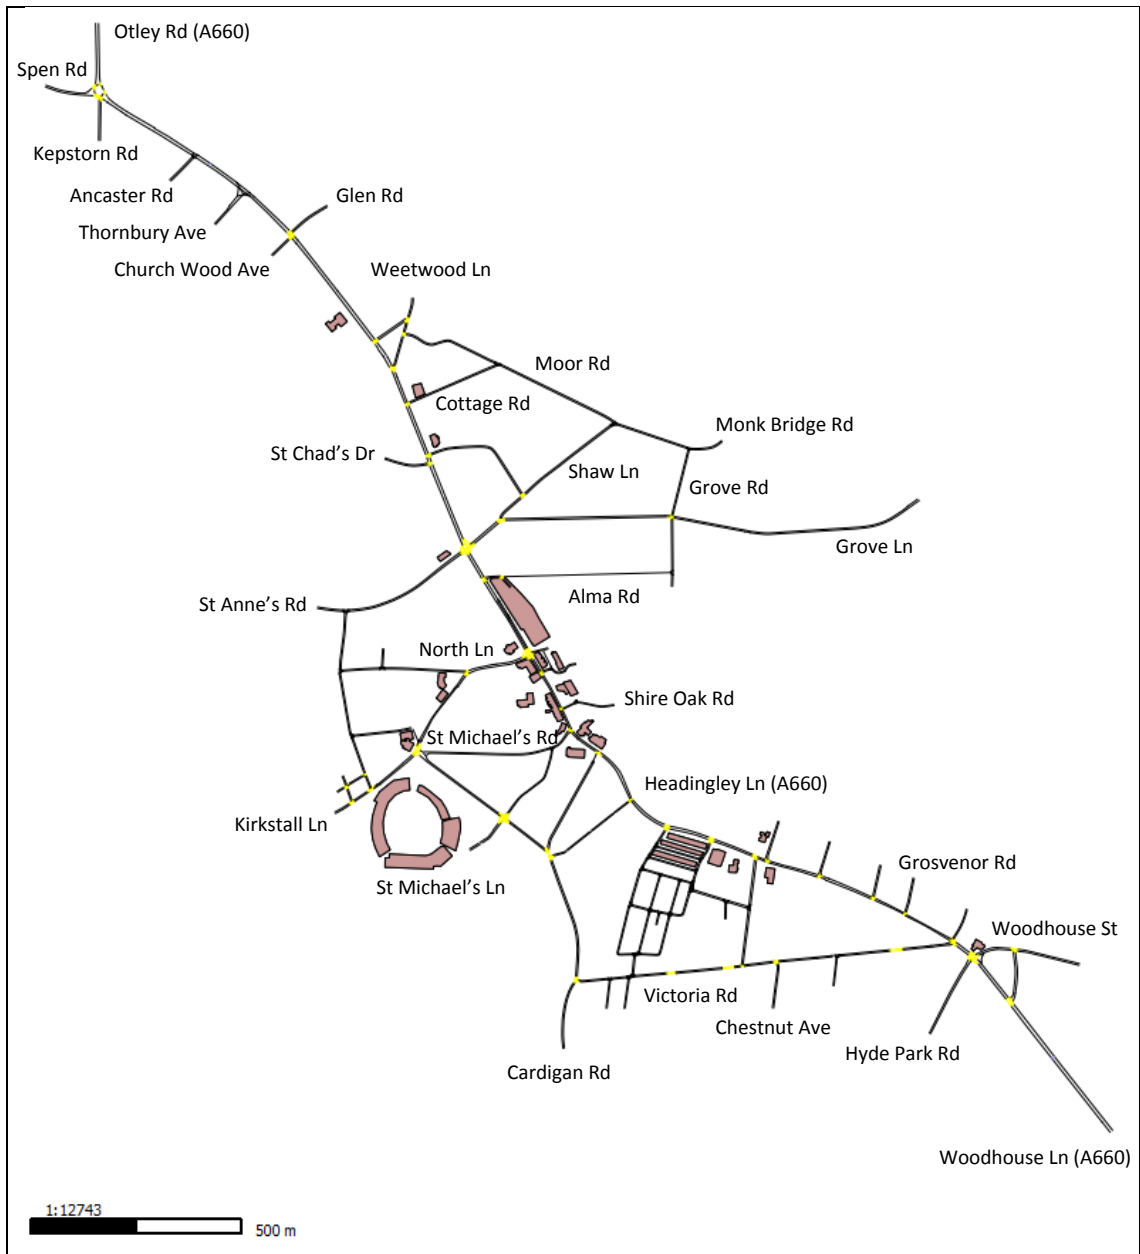 Otley Rd (A660)
Spen Rd
Kepstorn Rd
Ancaster Rd
Glen Rd
Thornbury Ave
Church Wood Ave
Weetwood Ln
Moor Rd
Cottage Rd
Monk Bridge Rd
St Chad's Dr
Shaw Ln
Grove Rd
Grove Ln
Alma Rd
St Anne's Rd
North Ln
Shire Oak Rd
St Michael's Rd
Headingley Ln (A660)
Kirkstall Ln
Grosvenor Rd
St Michael's Ln
Woodhouse St
Victoria Rd
Chestnut Ave
Hyde Park Rd
Cardigan Rd
Woodhouse Ln (A660)
1:12743
500 m